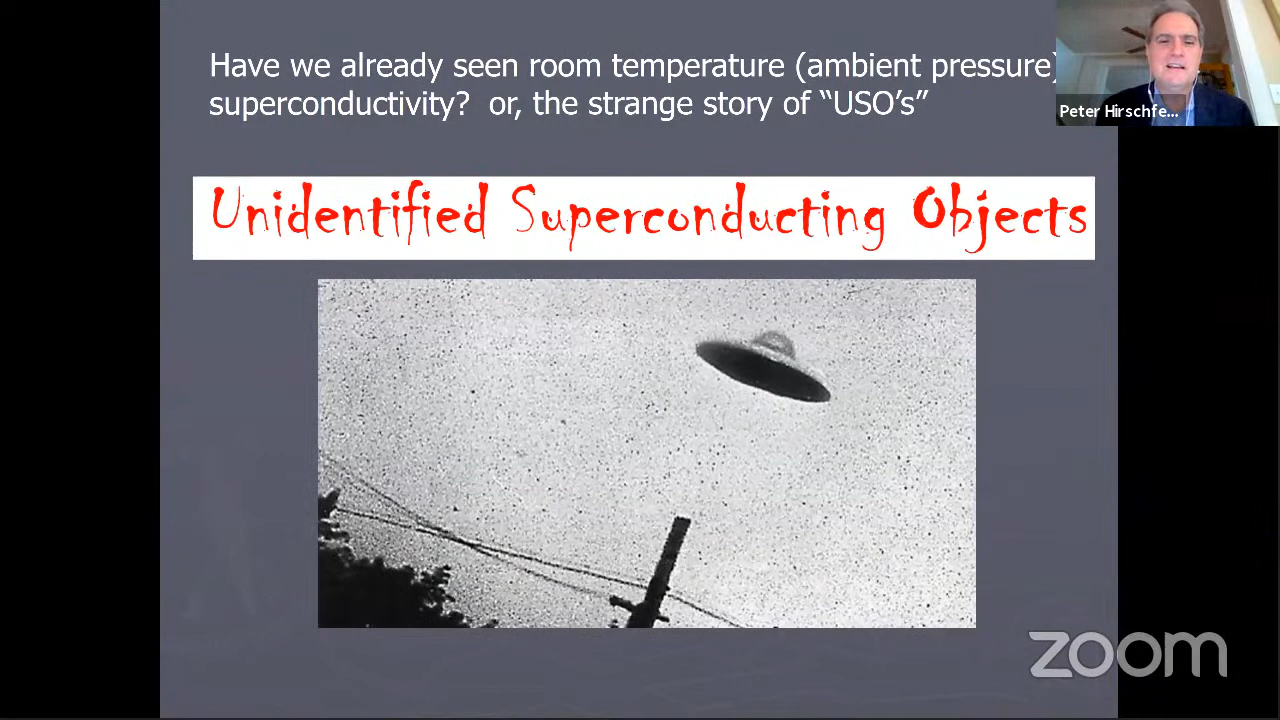 Have we already seen room temperature (ambient pressure)
superconductivity?  or, the strange story of “USO’s”
Peter Hirschfe...
Unidentified Superconducting Objects
zoom